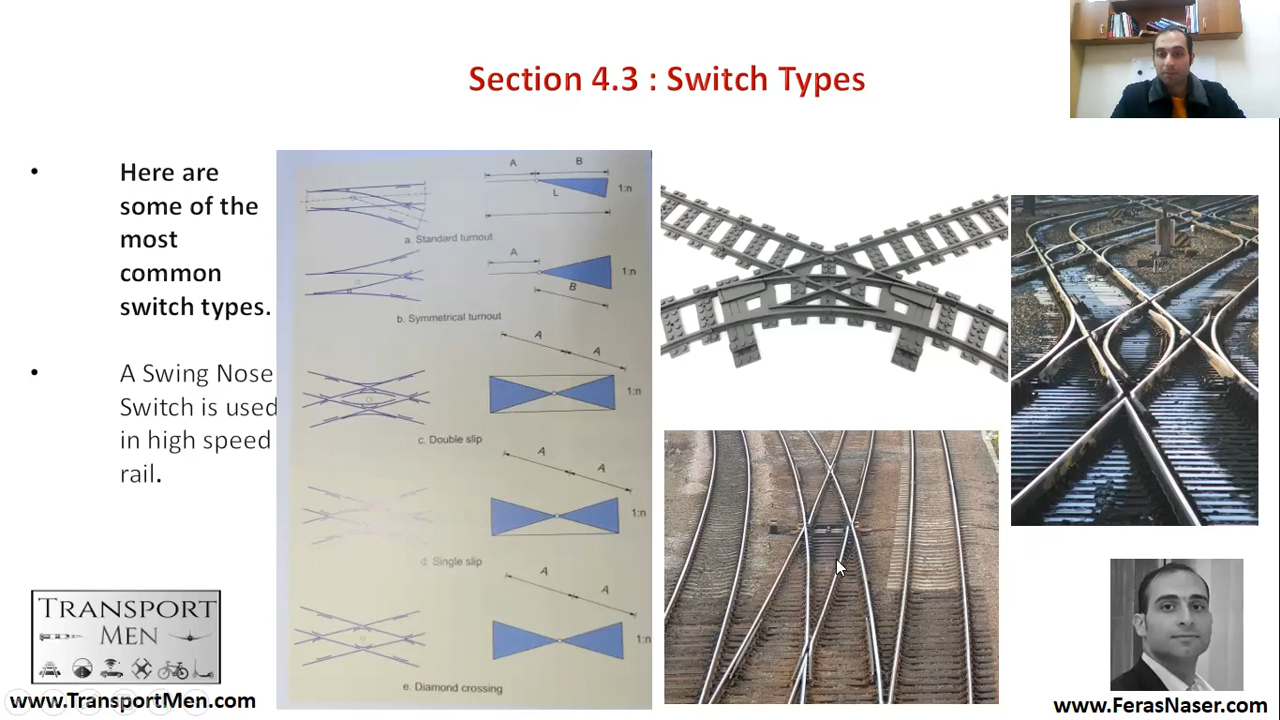 Section 4.3 : Switch Types
• Here are
some of the
most
common
switch types.
• A Swing Nose
Switch is used
in high speed
rail.
A B
L 1:n
a. Standard turnout
A
1:n
B
b. Symmetrical turnout
A
A
1:n
c. Double slip
A
A
1:n
d. Single slip
A
A
1:n
e. Diamond crossing
TRANSPORT
MEN
www.TransportMen.com
www.FerasNaser.com